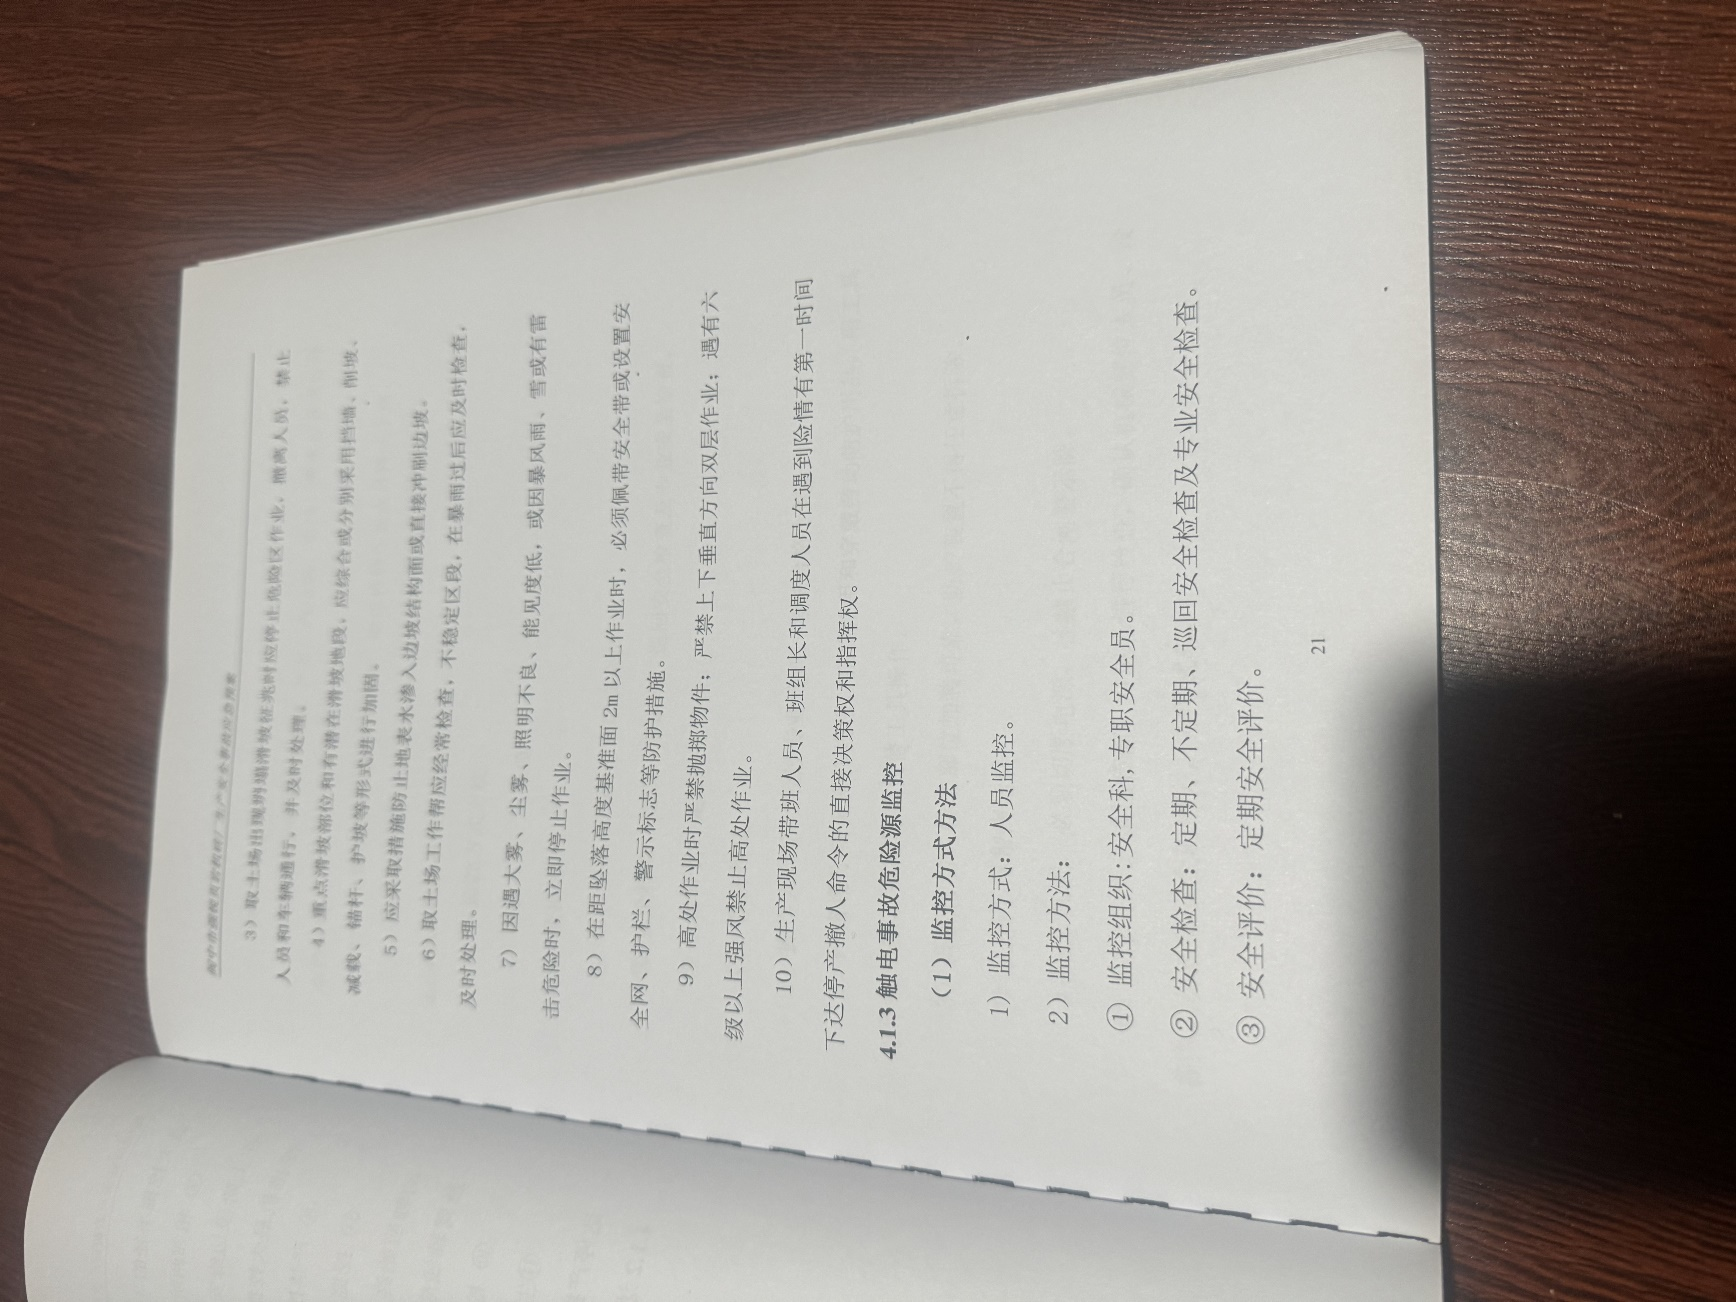 3）取土场出现坍塌滑坡征兆时应停止危险区作业，撤离人员，禁止
人员和车辆通行，并及时处理。
4）重点滑坡部位和有潜在滑坡地段，应综合或分别采用挡墙、削坡、
减载、锚杆、护坡等形式进行加固。
5）应采取措施防止地表水渗入边坡结构面或直接冲刷边坡。
6）取土场工作帮应经常检查，不稳定区段，在暴雨过后应及时检查，
及时处理。
7）因遇大雾、尘雾、照明不良、能见度低，或因暴风雨、雪或有雷
击危险时，立即停止作业。
8）在距坠落高度基准面 2m 以上作业时，必须佩带安全带或设置安
全网、护栏、警示标志等防护措施。
9）高处作业时严禁抛掷物件；严禁上下垂直方向双层作业；遇有六
级以上强风禁止高处作业。
10）生产现场带班人员、班组长和调度人员在遇到险情有第一时间
下达停产撤人命令的直接决策权和指挥权。
4.1.3 触电事故危险源监控
（1）监控方式方法
1）监控方式：人员监控。
2）监控方法：
① 监控组织：安全科，专职安全员。
② 安全检查：定期、不定期、巡回安全检查及专业安全检查。
③ 安全评价：定期安全评价。
21